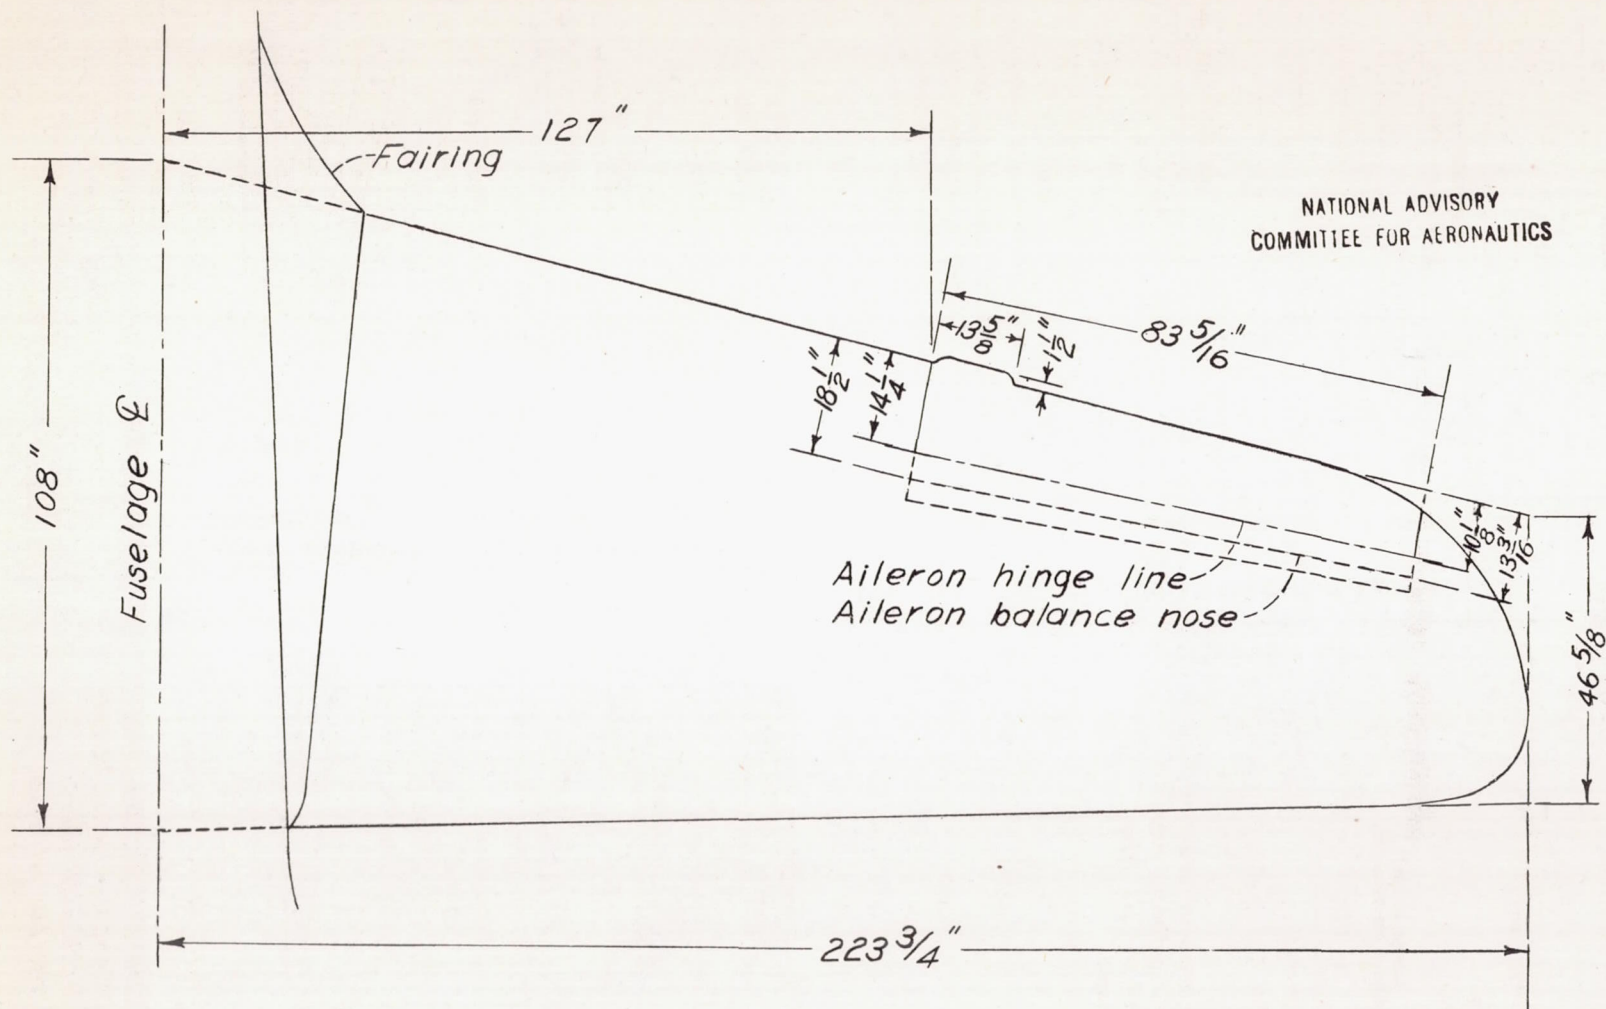 127"
Fairing
NATIONAL ADVISORY
COMMITTEE FOR AERONAUTICS
83 5/16"
13 5/8"
1 1/2"
18 1/2"
14 1/4"
108"
Fuselage ℄
10 1/8"
13 3/16"
Aileron hinge line
Aileron balance nose
46 5/8"
223 3/4"